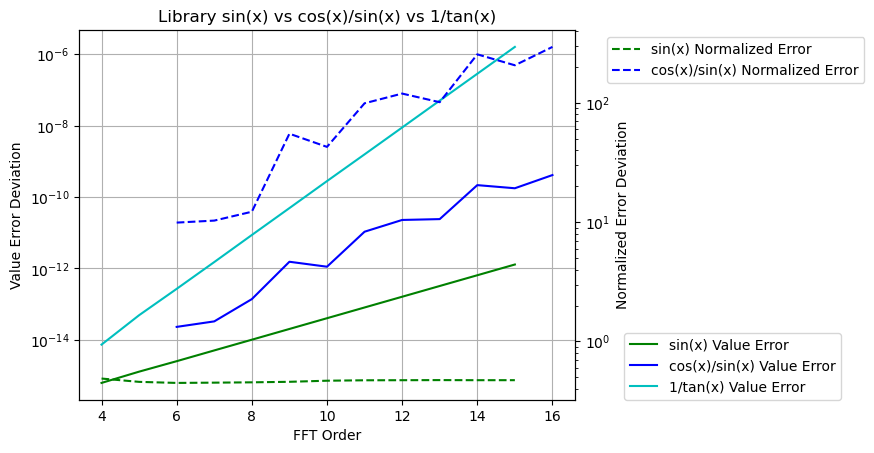 Library sin(x) vs cos(x)/sin(x) vs 1/tan(x)
Value Error Deviation
10⁻⁶
10⁻⁸
10⁻¹⁰
10⁻¹²
10⁻¹⁴
4
6
8
10
12
14
16
FFT Order
10²
10¹
10⁰
Normalized Error Deviation
sin(x) Normalized Error
cos(x)/sin(x) Normalized Error
sin(x) Value Error
cos(x)/sin(x) Value Error
1/tan(x) Value Error